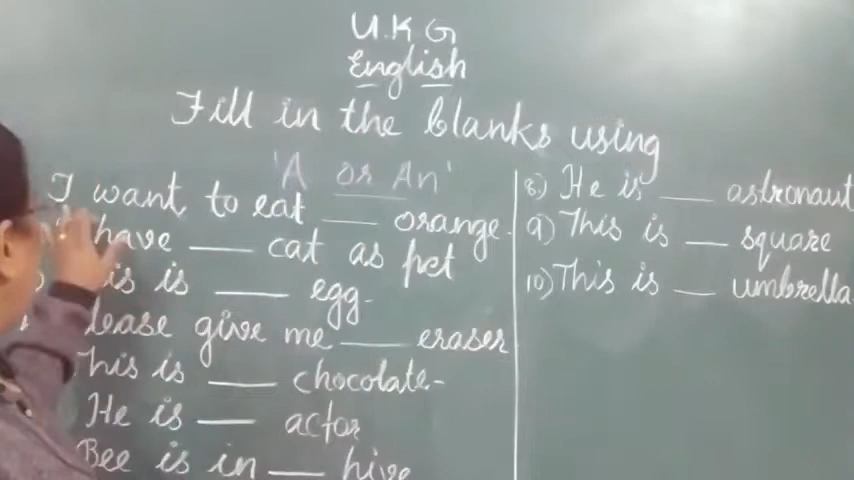 U.K.G
English
Fill in the blanks using
'A or An'
I want to eat ___ orange.
have ___ cat as pet
is is ___ egg.
lease give me ___ eraser
This is ___ chocolate.
He is ___ actor
Bee is in ___ hive
8) He is ___ astronaut
9) This is ___ square
10) This is ___ umbrella